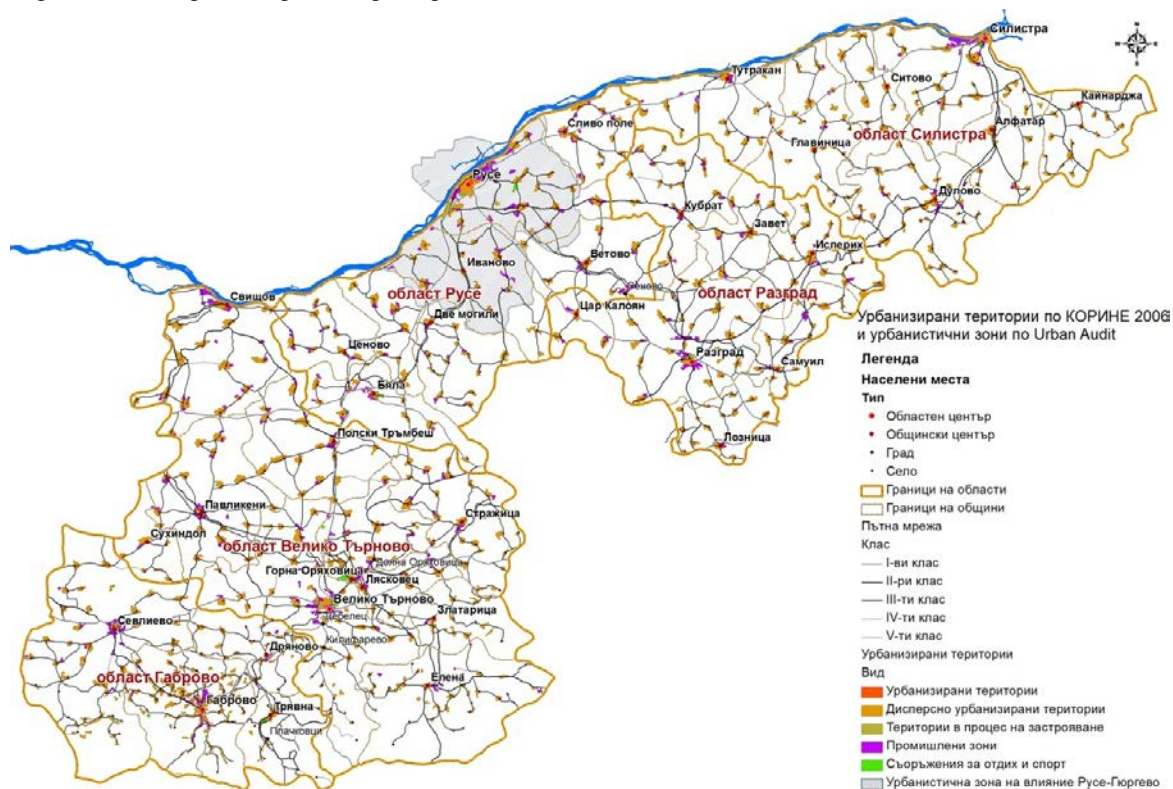 Силистра
Тутракан
Ситово
Кайнарджа
Сливо поле
Алфатар
Главиница
област Силистра
Русе
Кубрат
Завет
Дулово
Исперих
Ветово
Иваново
Сеново
област Русе
област Разград
Свищов
Цар Калоян
Две могили
Ценово
Разград
Самуил
Бяла
Полски Тръмбеш
Лозница
Павликени
Стражица
Сухиндол
област Велико Търново
Долна Оряховица
Горна Оряховица
Лясковец
Велико Търново
Дебелец
Златарица
Севлиево
Килифарево
Дряново
Елена
област Габрово
Габрово
Трявна
Плачковци
Урбанизирани територии по КОРИНЕ 2006
и урбанистични зони по Urban Audit
Легенда
Населени места
Тип
Областен център
Общински център
Град
Село
Граници на области
Граници на общини
Пътна мрежа
Клас
I-ви клас
II-ри клас
III-ти клас
IV-ти клас
V-ти клас
Урбанизирани територии
Вид
Урбанизирани територии
Дисперсно урбанизирани територии
Територии в процес на застрояване
Промишлени зони
Съоръжения за отдих и спорт
Урбанистична зона на влияние Русе-Гюргево